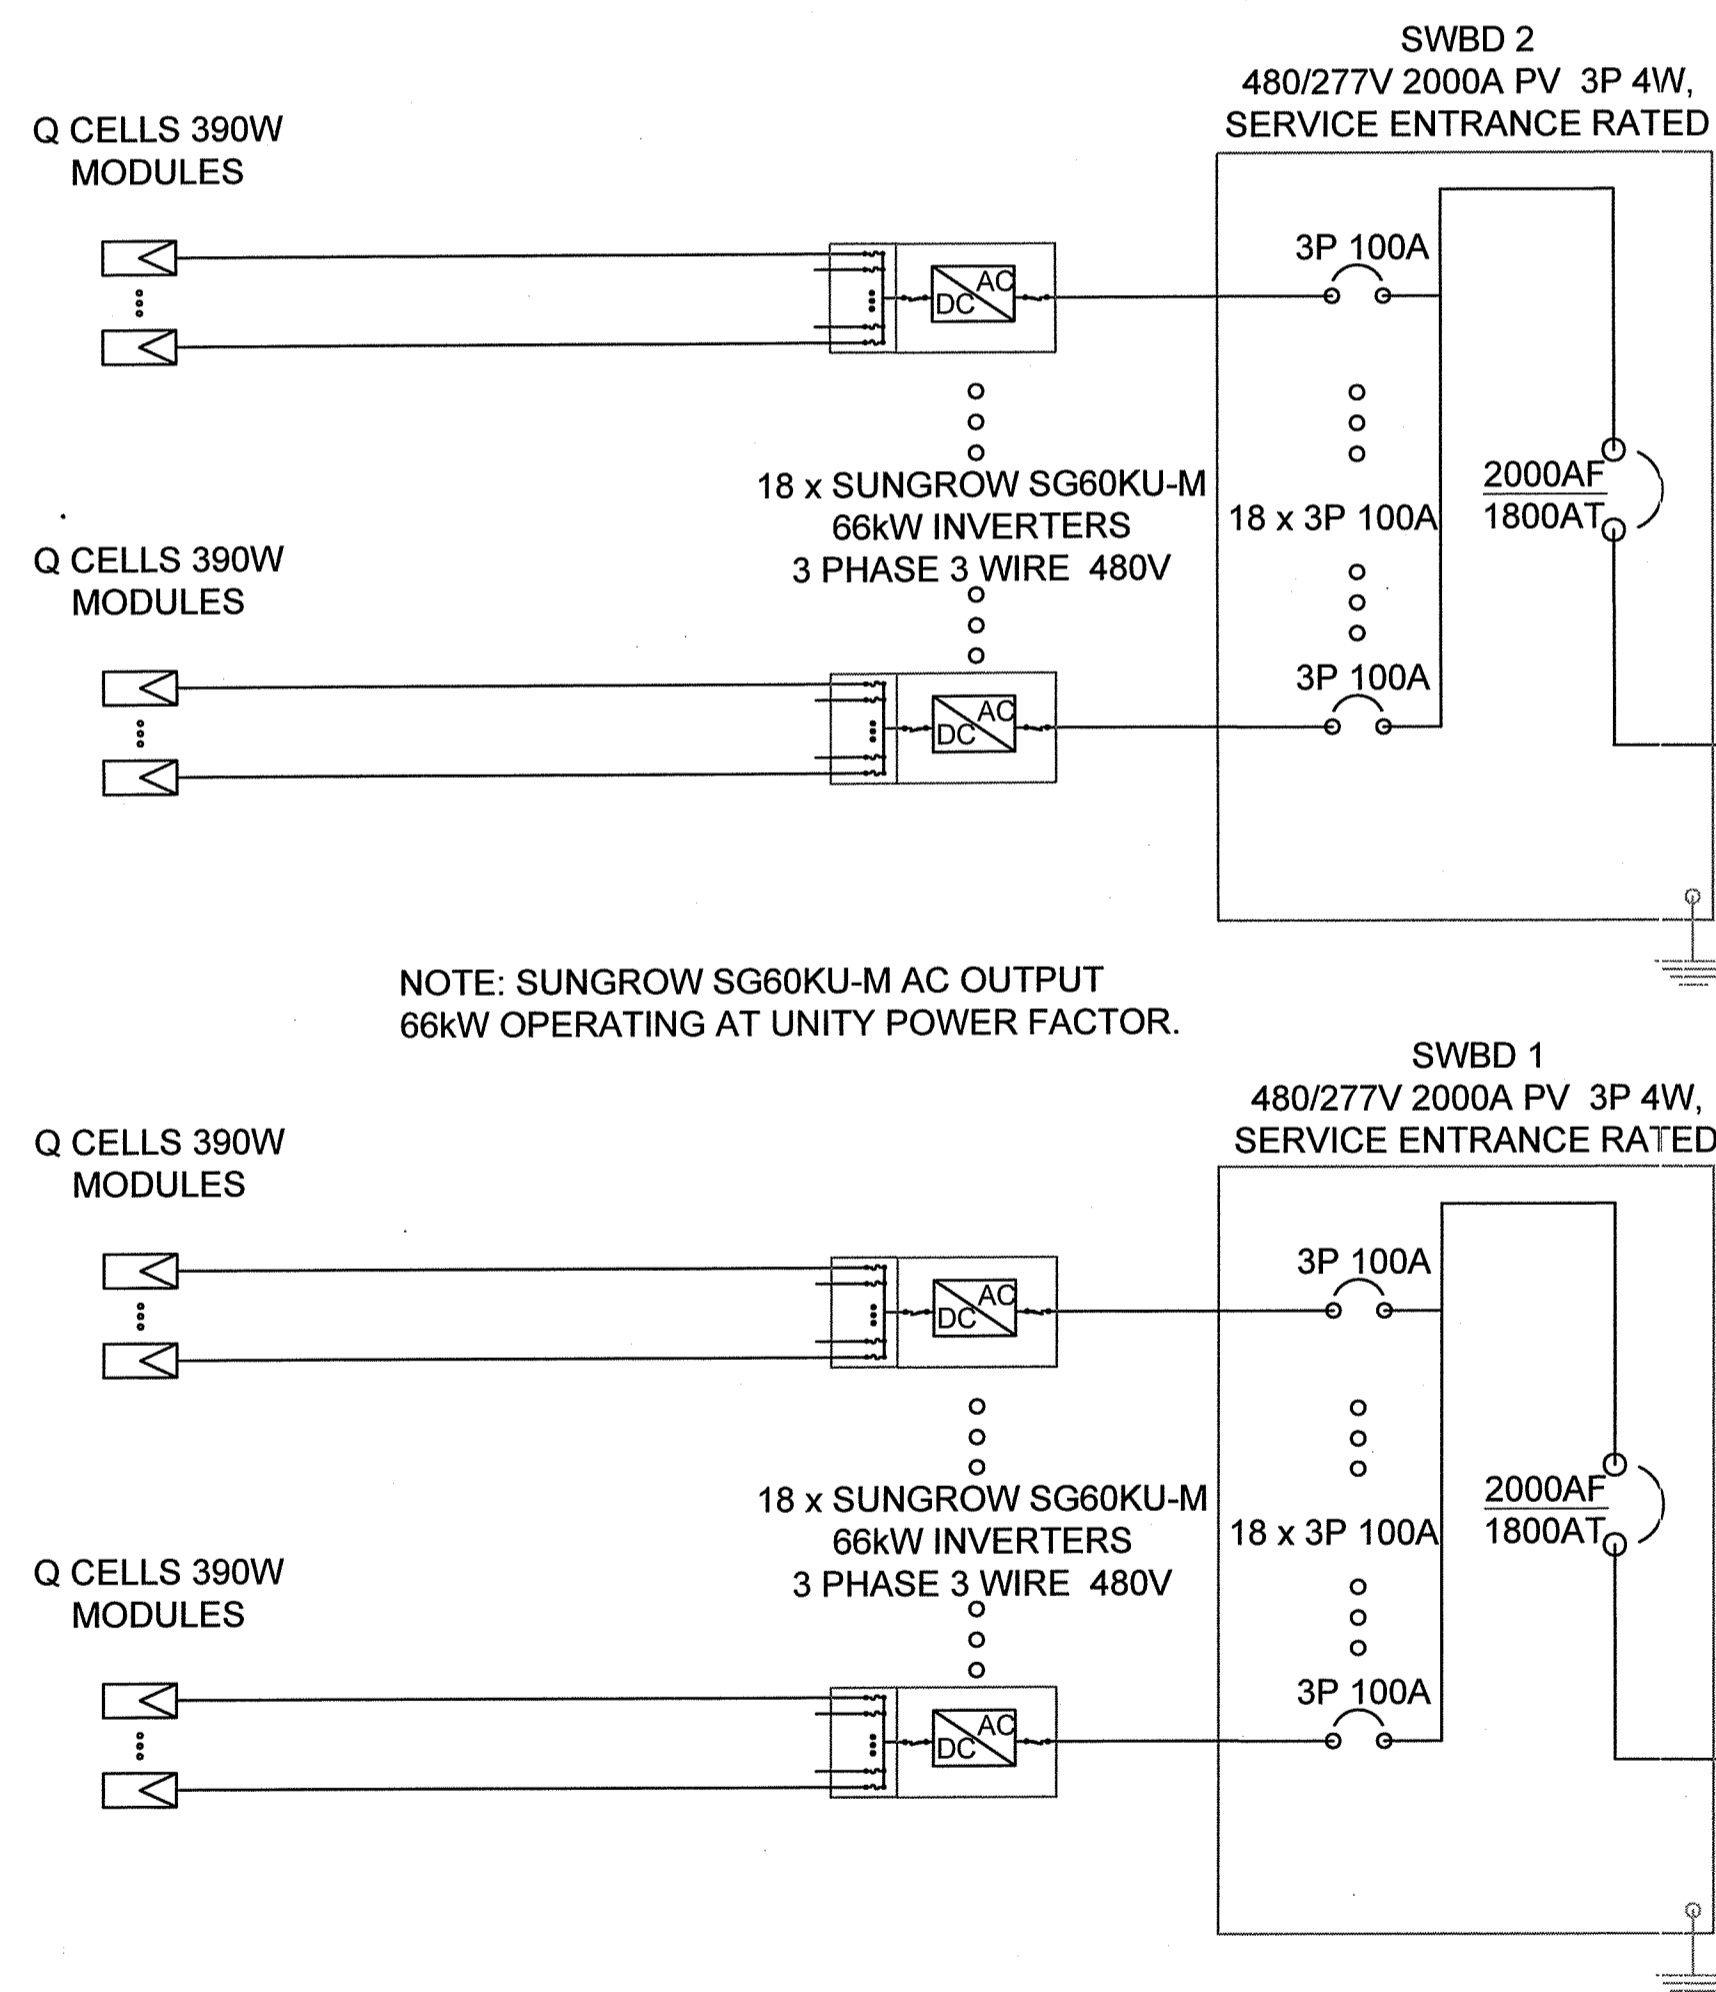 SWBD 2
480/277V 2000A PV 3P 4W,
SERVICE ENTRANCE RATED
Q CELLS 390W
MODULES
3P 100A
AC
DC
18 x SUNGROW SG60KU-M
66kW INVERTERS
3 PHASE 3 WIRE 480V
18 x 3P 100A
2000AF
1800AT
Q CELLS 390W
MODULES
3P 100A
AC
DC
NOTE: SUNGROW SG60KU-M AC OUTPUT
66kW OPERATING AT UNITY POWER FACTOR.
SWBD 1
480/277V 2000A PV 3P 4W,
SERVICE ENTRANCE RATED
Q CELLS 390W
MODULES
3P 100A
AC
DC
18 x SUNGROW SG60KU-M
66kW INVERTERS
3 PHASE 3 WIRE 480V
18 x 3P 100A
2000AF
1800AT
Q CELLS 390W
MODULES
3P 100A
AC
DC